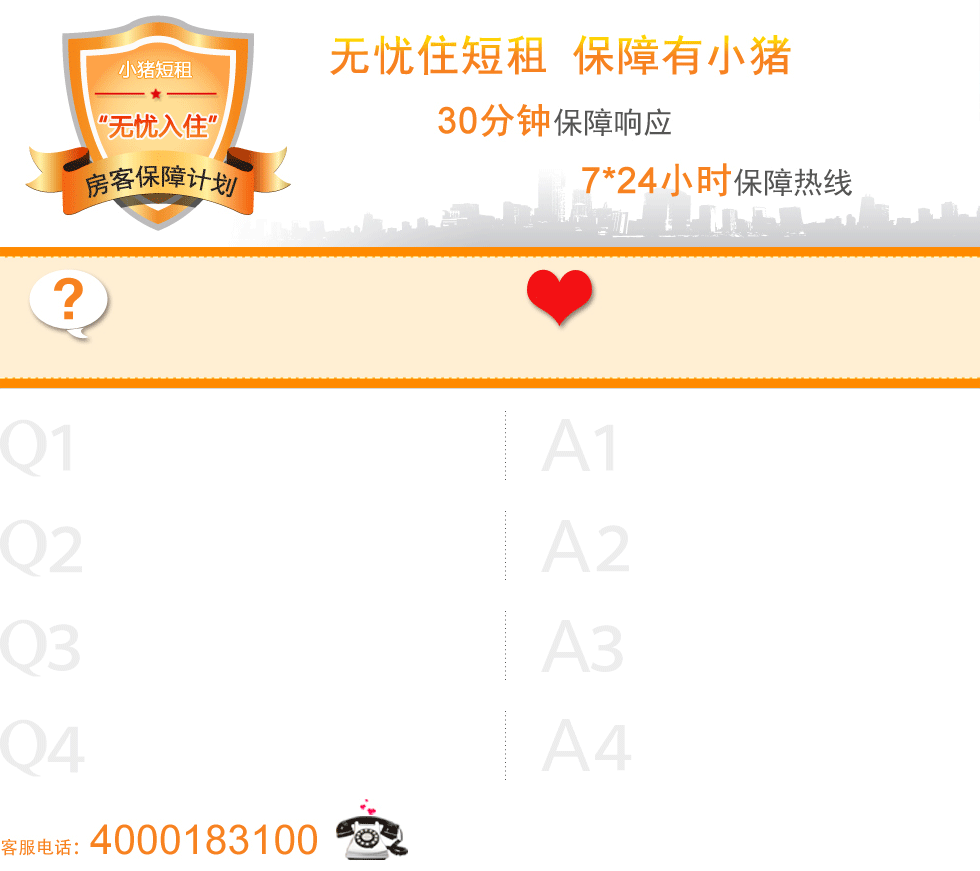 小猪短租
“无忧入住”
房客保障计划
无忧住短租 保障有小猪
30分钟保障响应
7*24小时保障热线
?
Q1
A1
Q2
A2
Q3
A3
Q4
A4
客服电话：4000183100